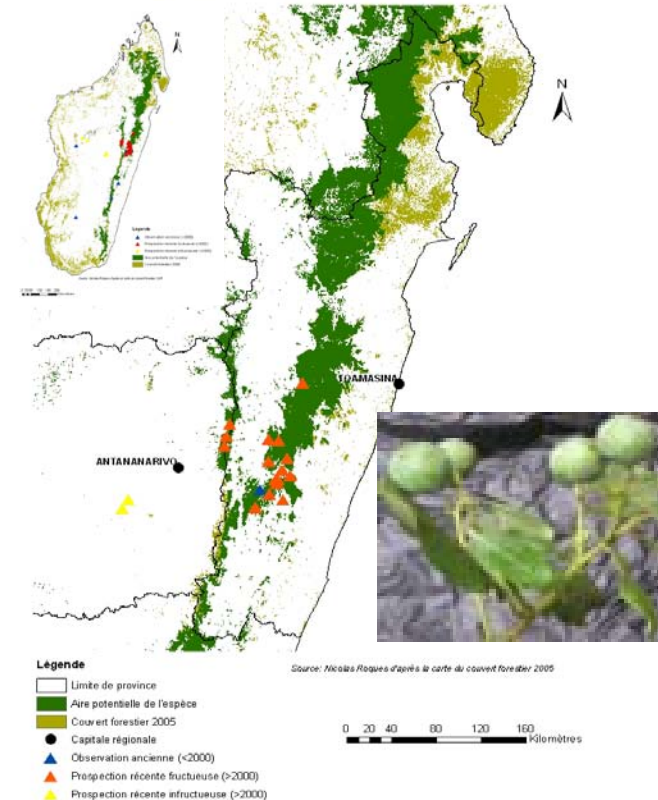 N
Légende
N
TOAMASINA
ANTANANARIVO
Légende
Source: Nicolas Roques d'après la carte du couvert forestier 2005
Limite de province
Aire potentielle de l'espèce
Couvert forestier 2005
Capitale régionale
0 20 40 80 120 160
Kilomètres
Observation ancienne (<2000)
Prospection récente fructueuse (>2000)
Prospection récente infructueuse (>2000)